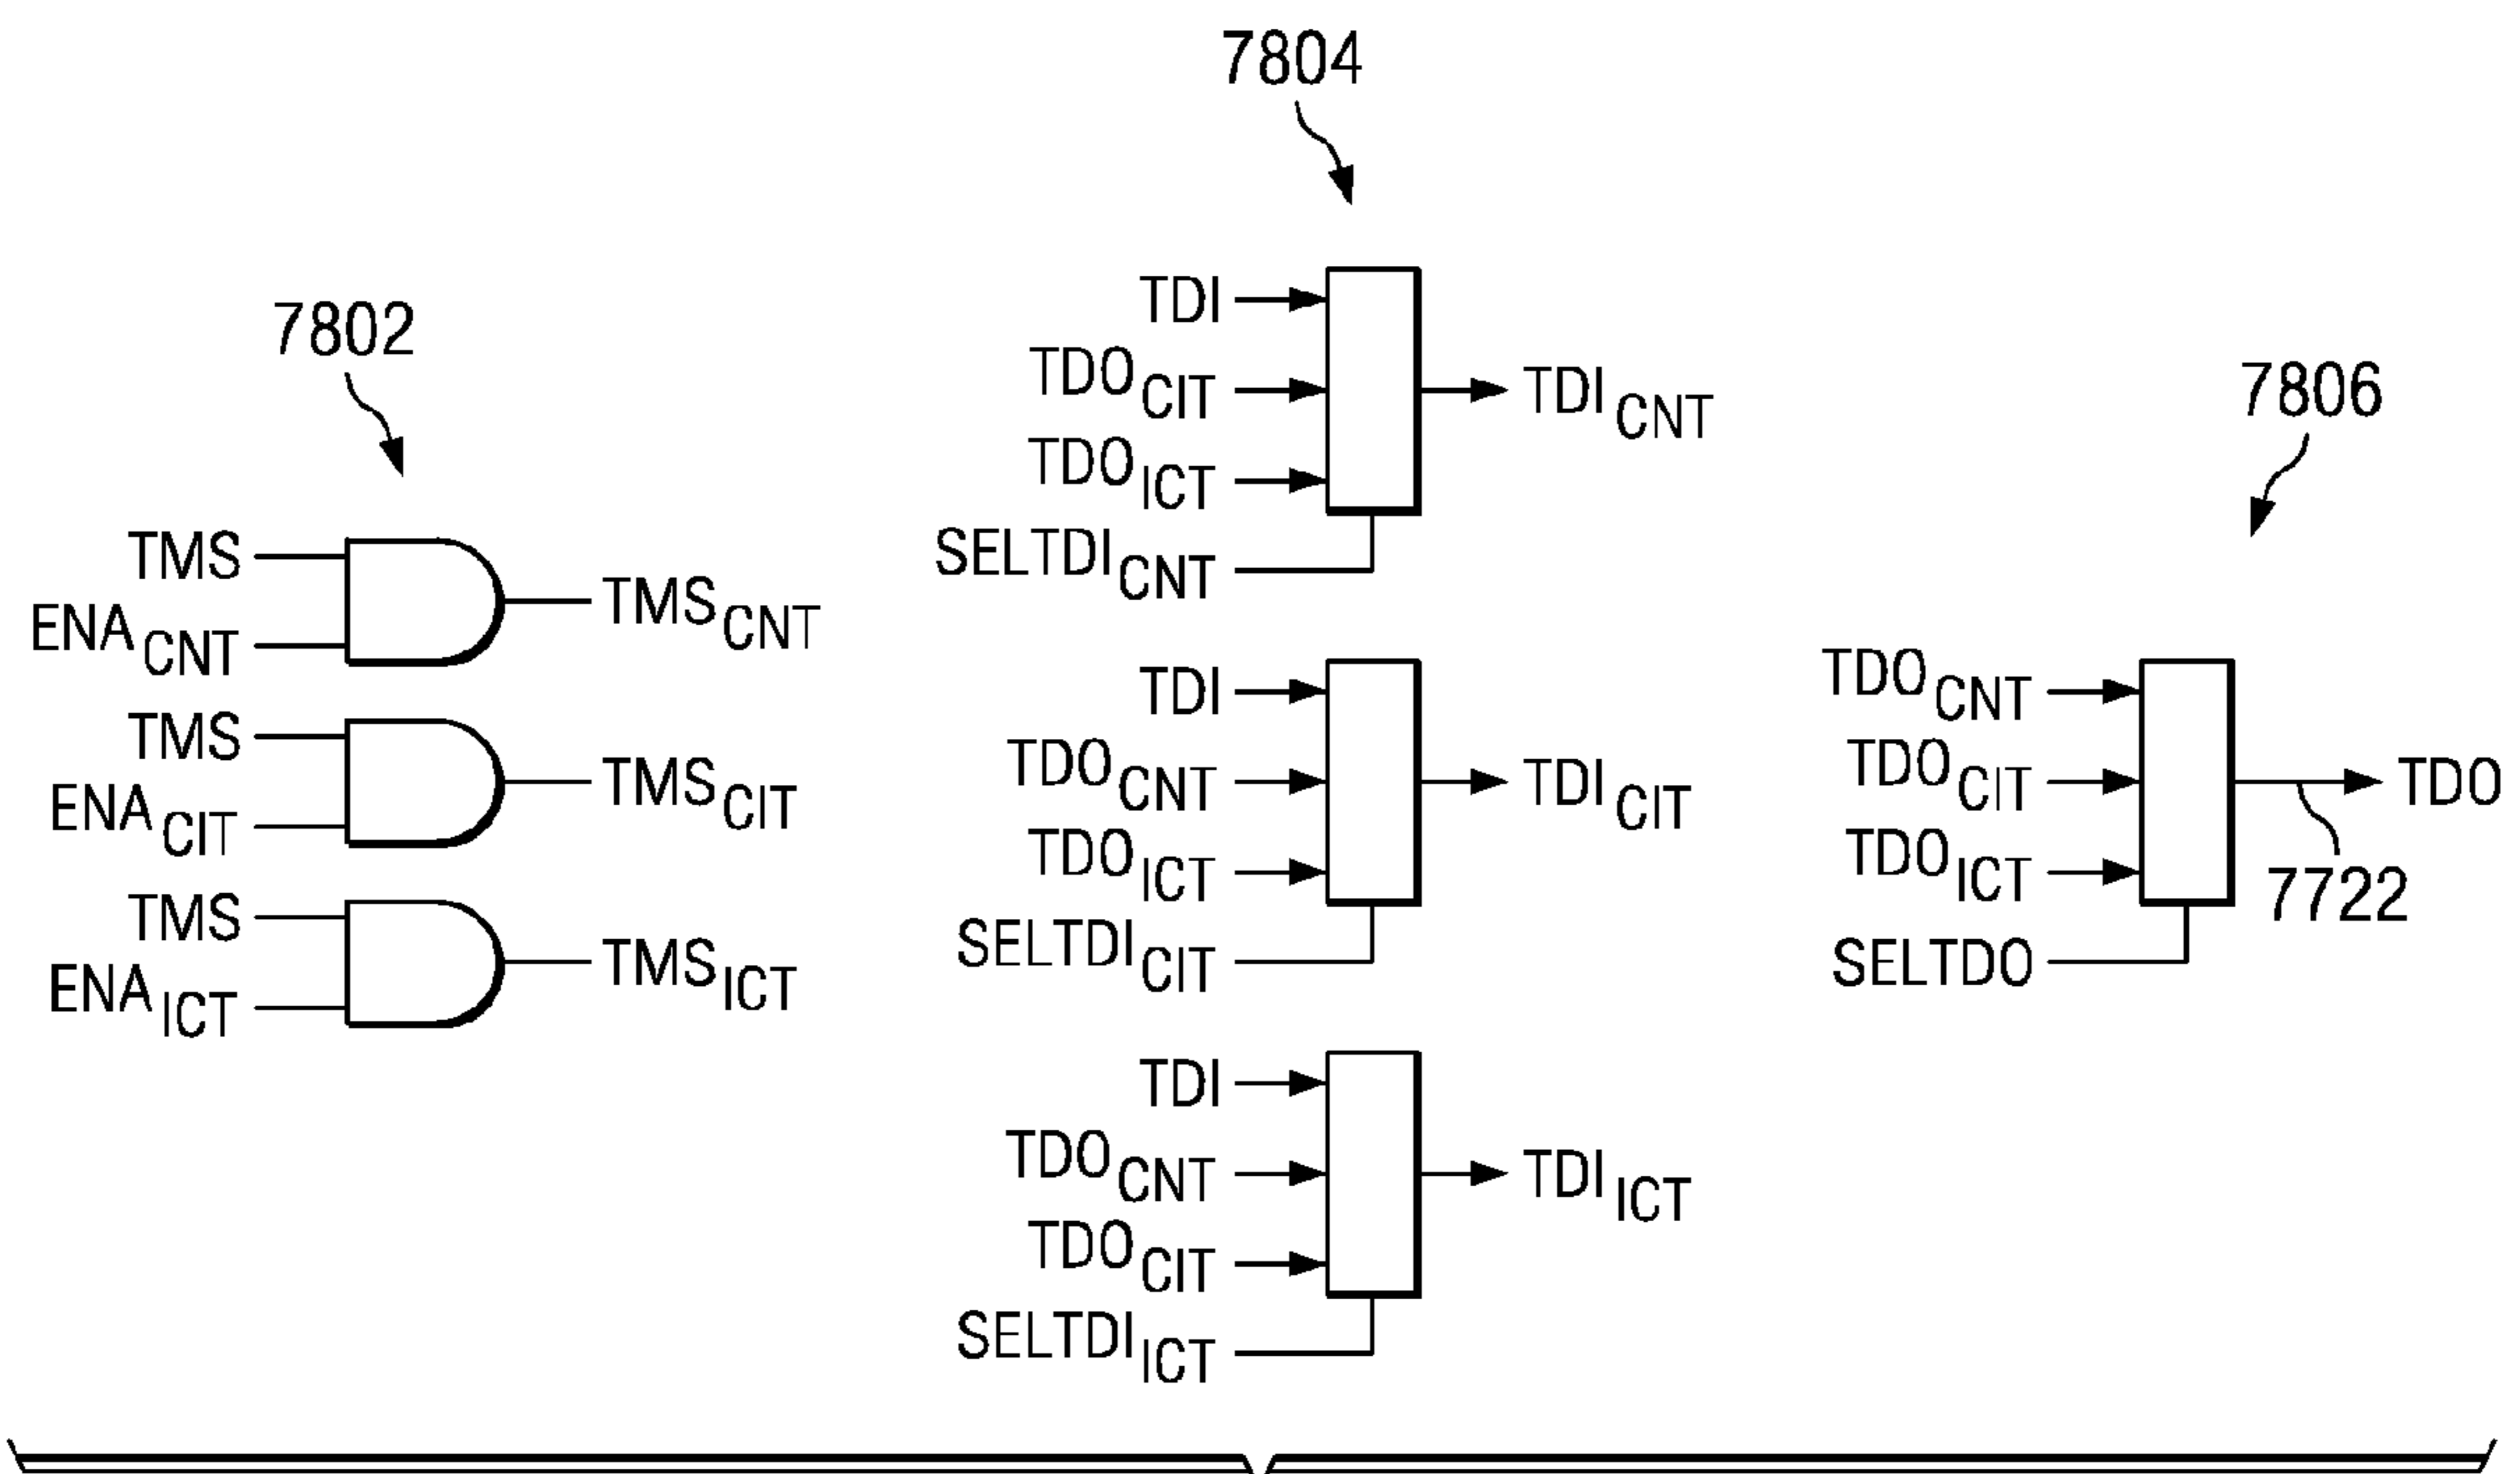 7802
TMS
ENA CNT
TMS CNT
TMS
ENA CIT
TMS CIT
TMS
ENA ICT
TMS ICT
7804
TDI
TDO CIT
TDO ICT
SELTDI CNT
TDI CNT
TDI
TDO CNT
TDO ICT
SELTDI CIT
TDI CIT
TDI
TDO CNT
TDO CIT
SELTDI ICT
TDI ICT
7806
TDO CNT
TDO CIT
TDO ICT
SELTDO
TDO
7722